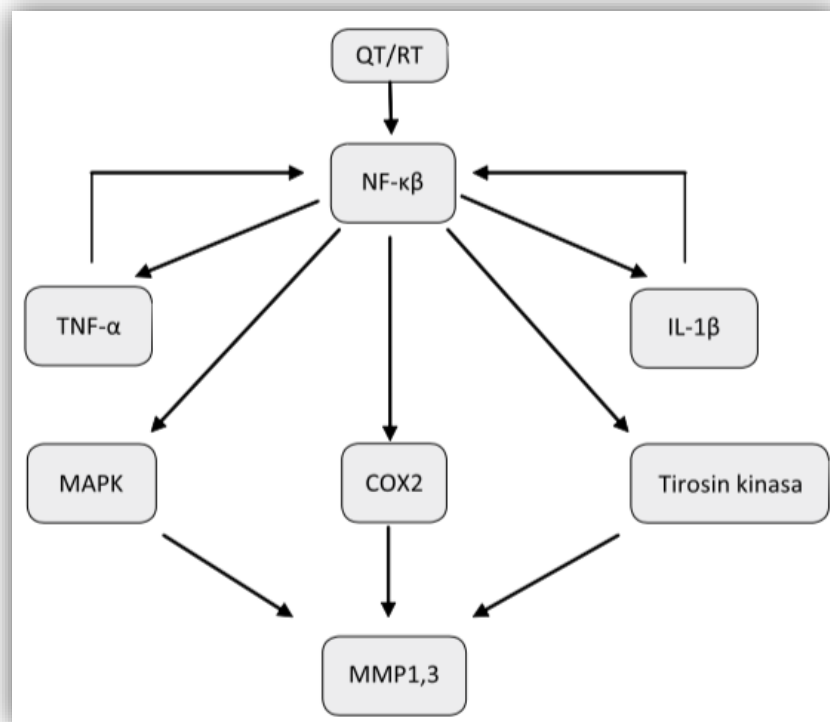 QT/RT
NF-κβ
TNF-α
IL-1β
MAPK
COX2
Tirosin kinasa
MMP1,3